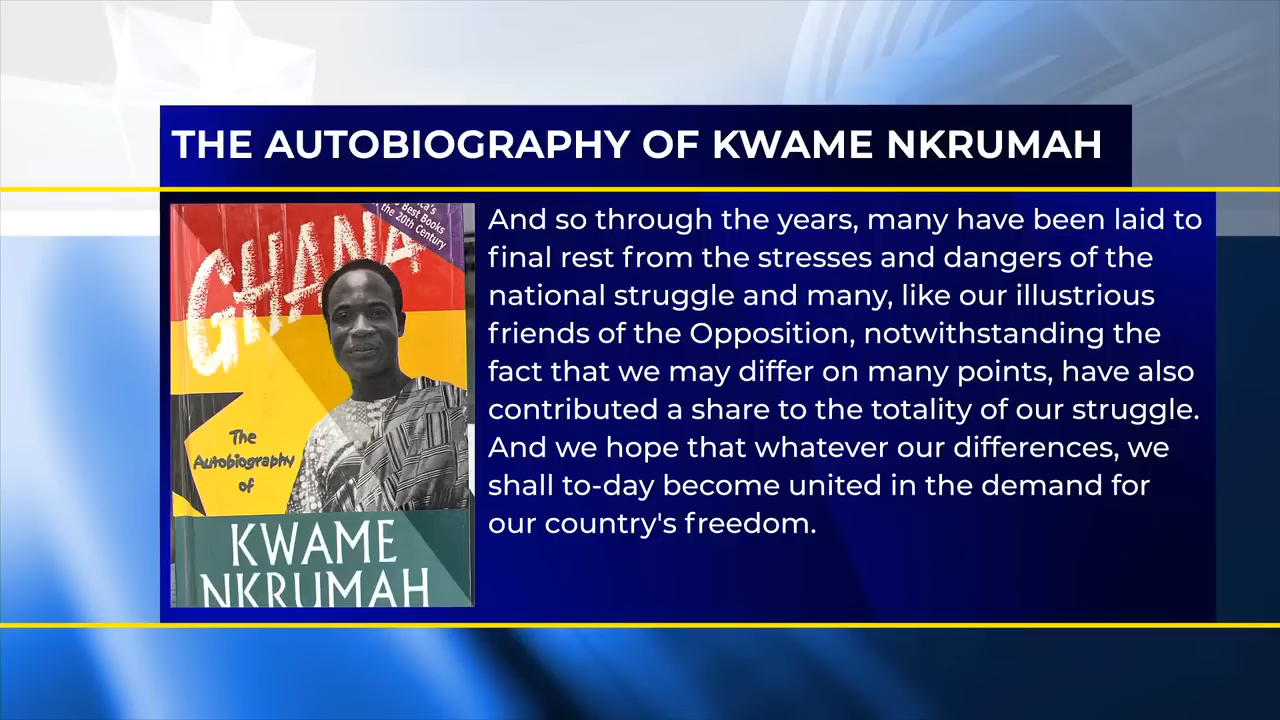 THE AUTOBIOGRAPHY OF KWAME NKRUMAH
Best Books
the 20th Century
GHANA
The
Autobiography
of
KWAME
NKRUMAH
And so through the years, many have been laid to
final rest from the stresses and dangers of the
national struggle and many, like our illustrious
friends of the Opposition, notwithstanding the
fact that we may differ on many points, have also
contributed a share to the totality of our struggle.
And we hope that whatever our differences, we
shall to-day become united in the demand for
our country's freedom.